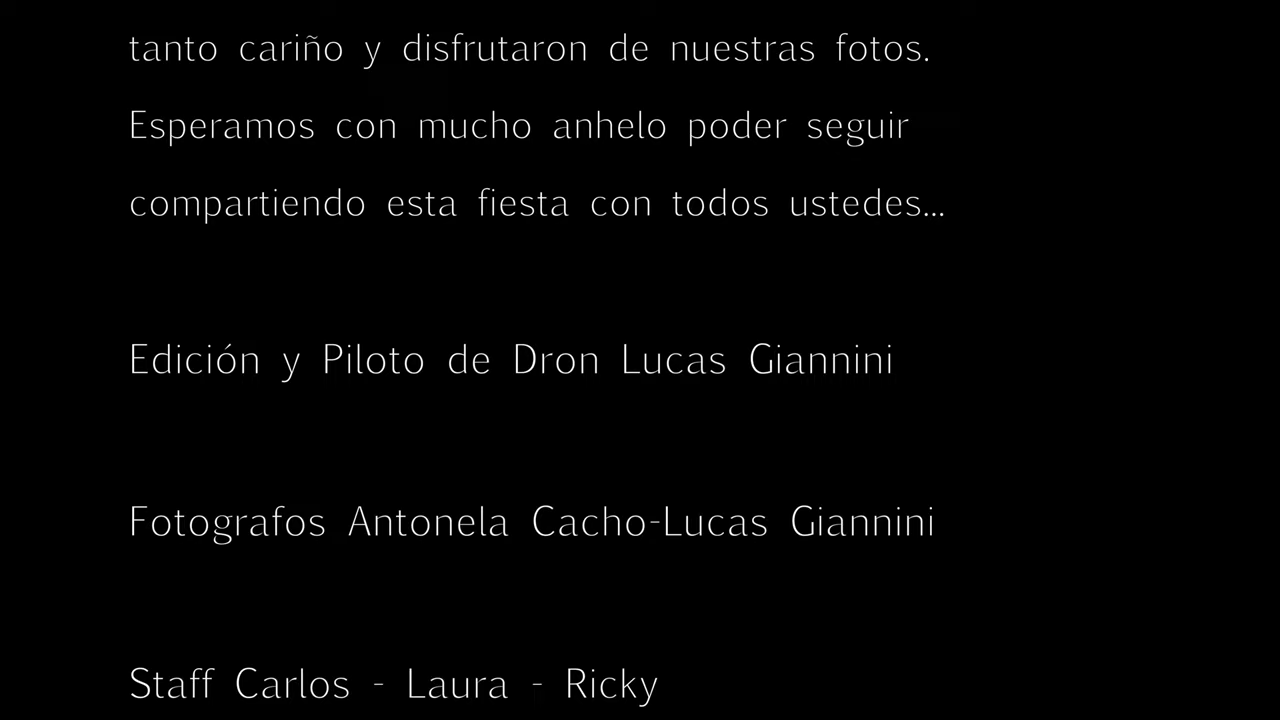 tanto cariño y disfrutaron de nuestras fotos.
Esperamos con mucho anhelo poder seguir
compartiendo esta fiesta con todos ustedes...
Edición y Piloto de Dron Lucas Giannini
Fotografos Antonela Cacho-Lucas Giannini
Staff Carlos - Laura - Ricky